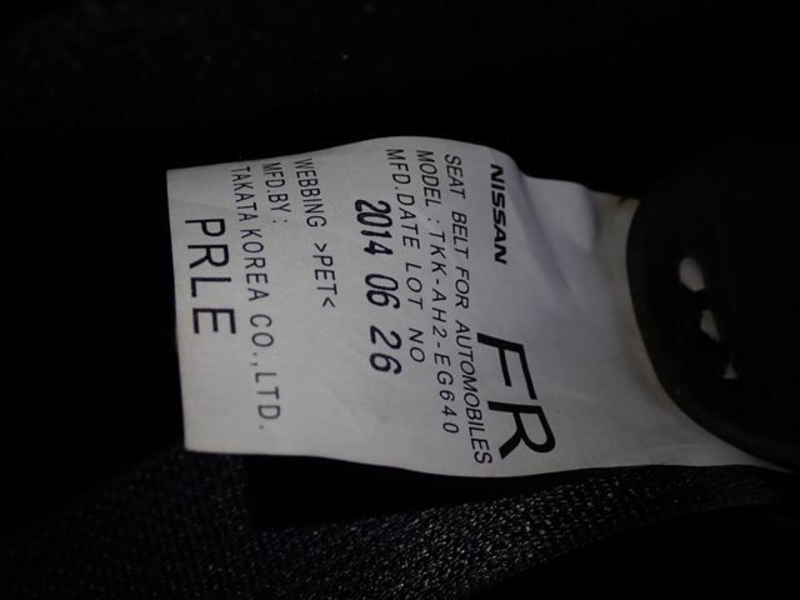 NISSAN
FR
SEAT BELT FOR AUTOMOBILES
MODEL : TKK-AH2-EG640
MFD.DATE LOT NO
2014 06 26
WEBBING >PET<
MFD.BY :
TAKATA KOREA CO.,LTD.
PRLE